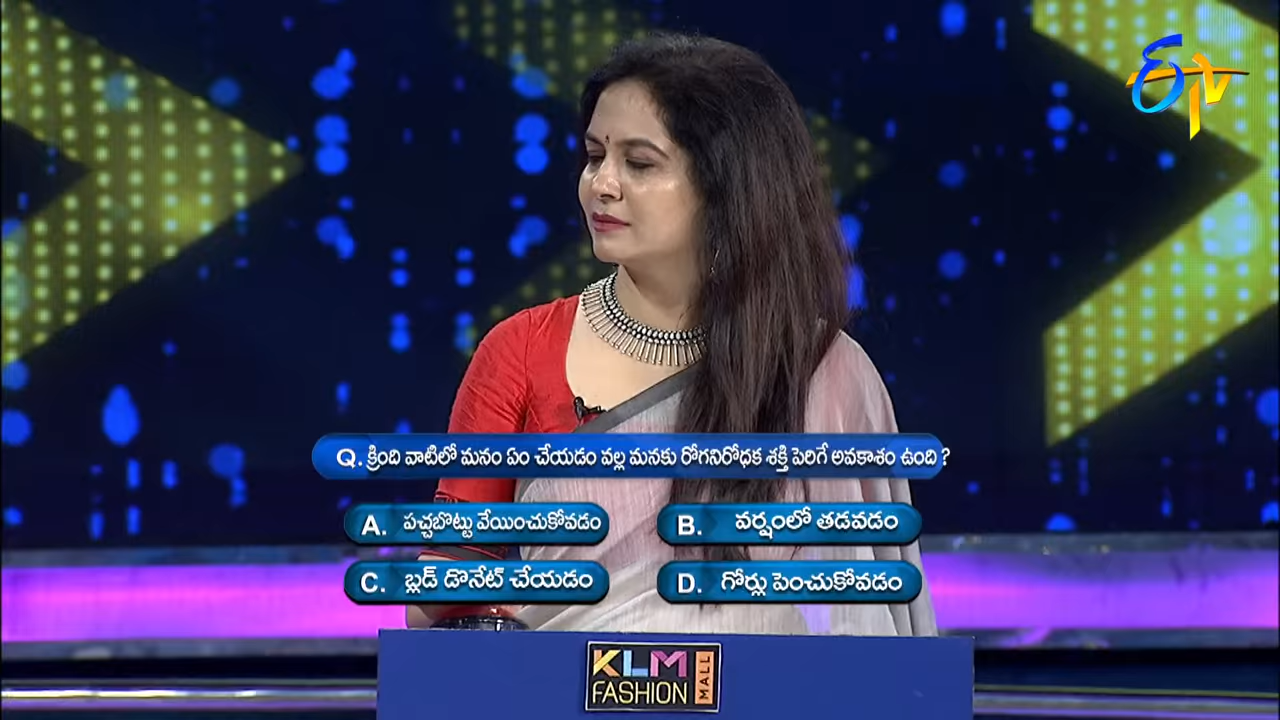 ETV
Q. క్రింది వాటిలో మనం ఏం చేయడం వల్ల మనకు రోగనిరోధక శక్తి పెరిగే అవకాశం ఉంది ?
A. పచ్చబొట్టు వేయించుకోవడం
B. వర్షంలో తడవడం
C. బ్లడ్ డొనేట్ చేయడం
D. గోర్లు పెంచుకోవడం
KLM
FASHION
MALL